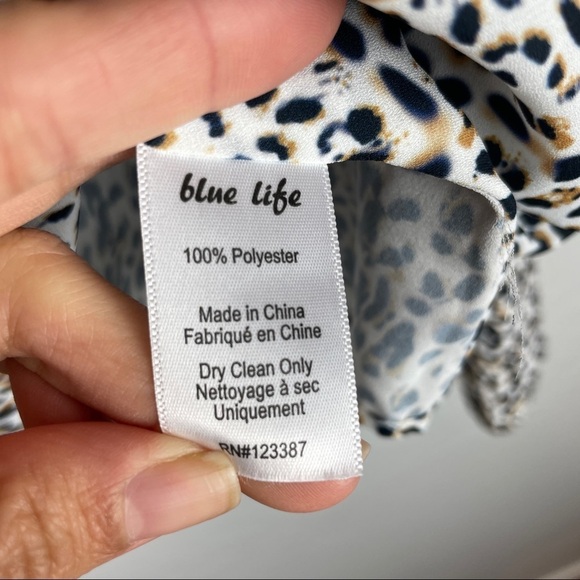 blue life
100% Polyester
Made in China
Fabriqué en Chine
Dry Clean Only
Nettoyage à sec
Uniquement
RN#123387